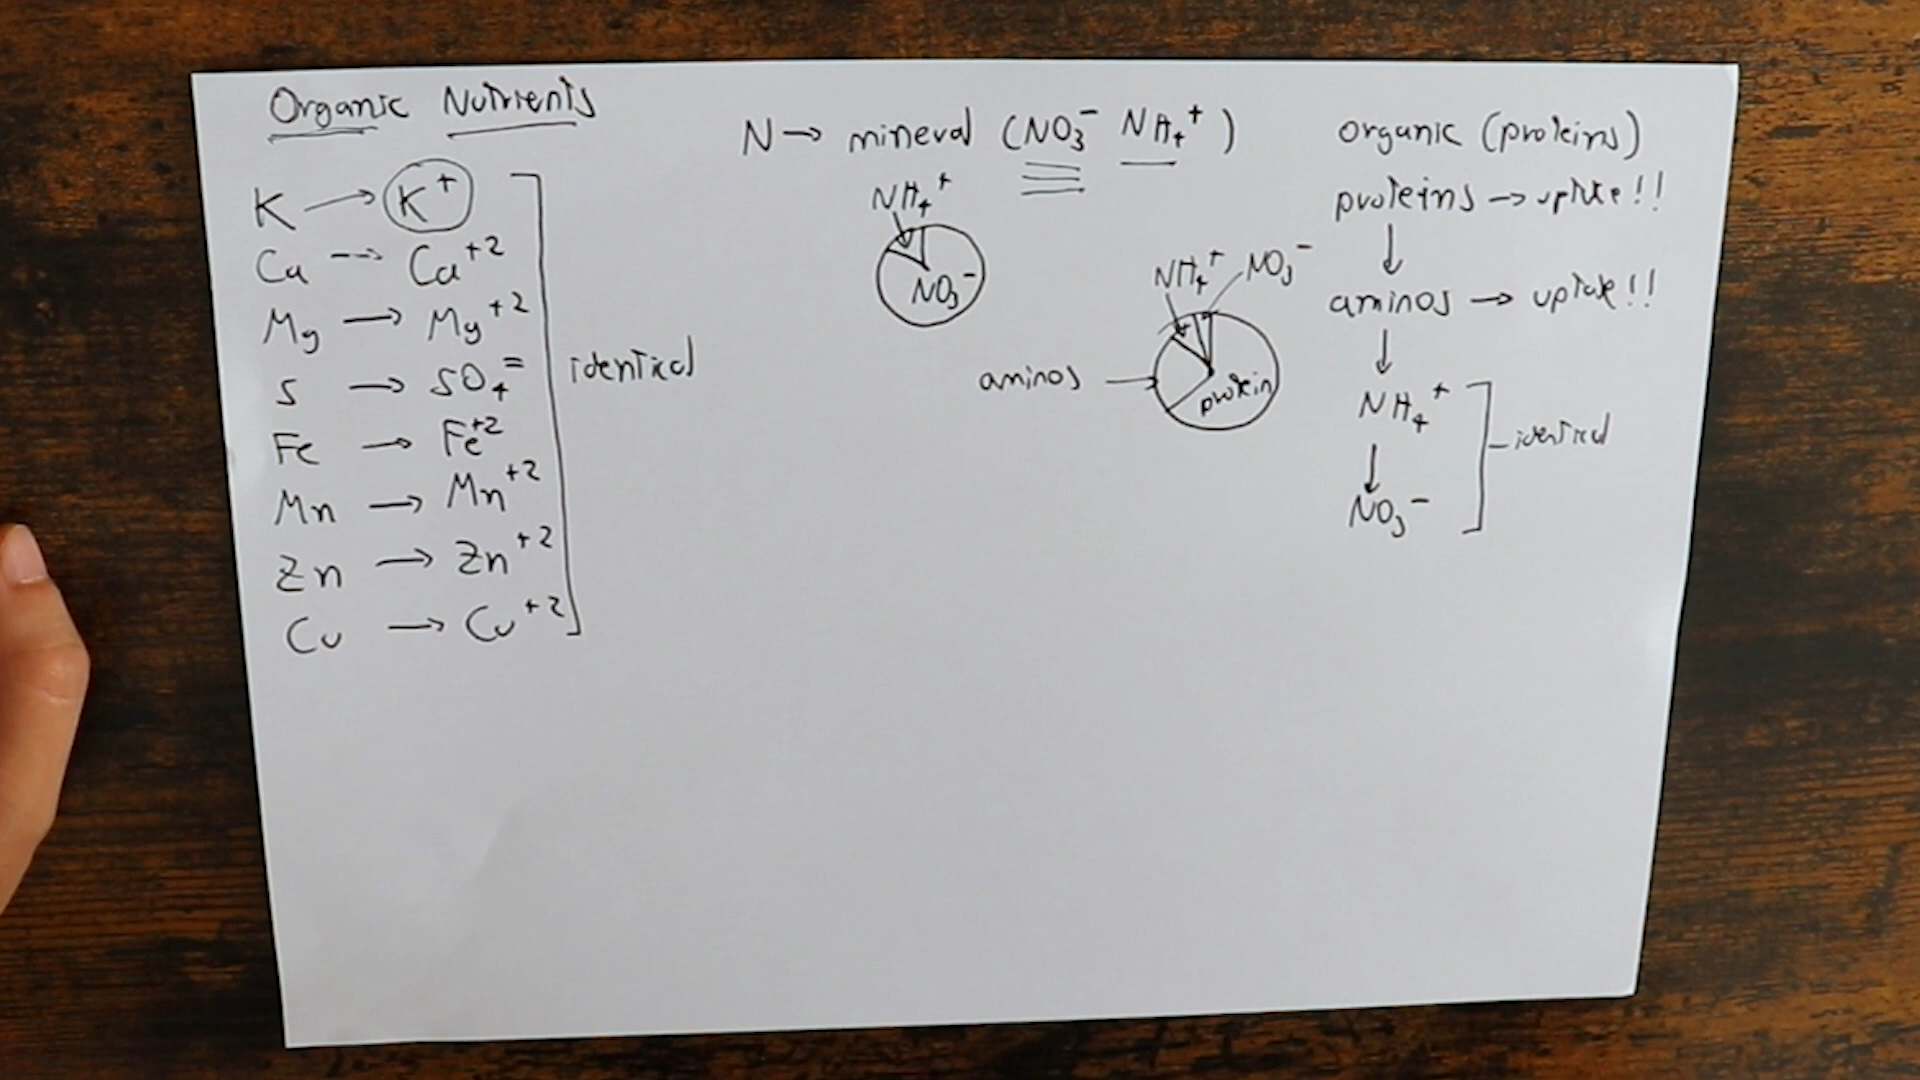 Organic Nutrients
K → K+
Ca --> Ca+2
Mg → Mg+2
S → SO4=
Fe → Fe+2
Mn → Mn+2
Zn → Zn+2
Cu → Cu+2
identical
N → mineral (NO3- NH4+)
NH4+
NO3-
NH4+ NO3-
aminos → protein
organic (proteins)
proteins → uptake!!
↓
aminos → uptake!!
↓
NH4+
↓
NO3-
identical